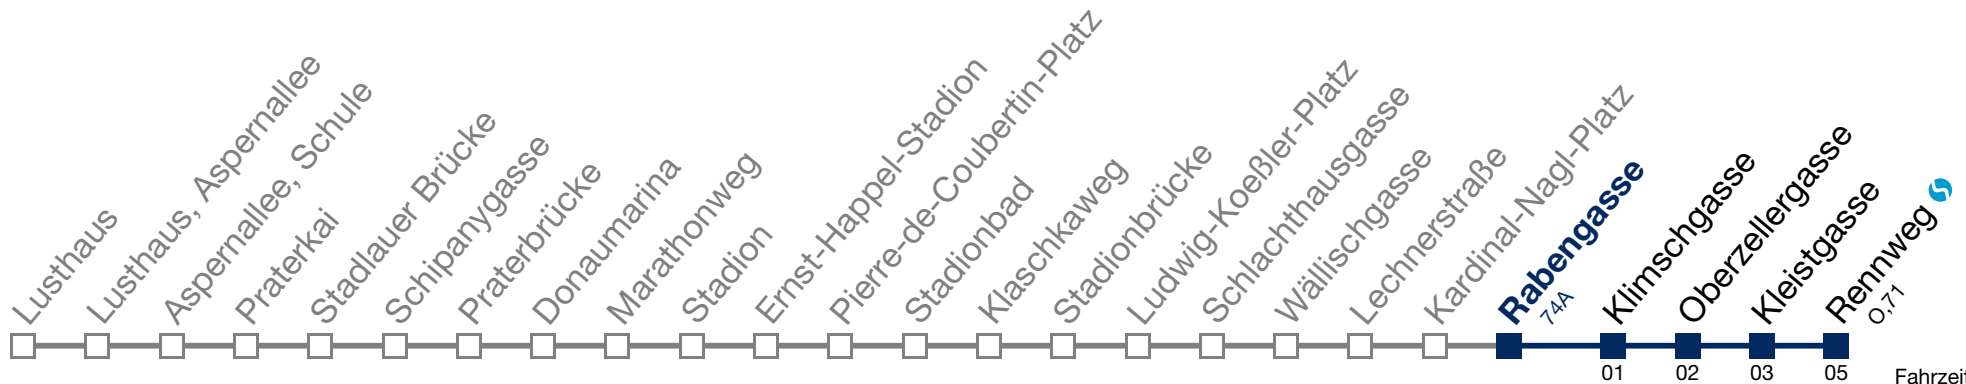 Lusthaus
Lusthaus, Aspernallee
Aspernallee, Schule
Praterkai
Stadlauer Brücke
Schipanygasse
Praterbrücke
Donaumarina
Marathonweg
Stadion
Ernst-Happel-Stadion
Pierre-de-Coubertin-Platz
Stadionbad
Klaschkaweg
Stadionbrücke
Ludwig-Koeßler-Platz
Schlachthausgasse
Wällischgasse
Lechnerstraße
Kardinal-Nagl-Platz
Rabengasse
74A
Klimschgasse
Oberzellergasse
Kleistgasse
Rennweg
O,71
01 02 03 05 Fahrzeit